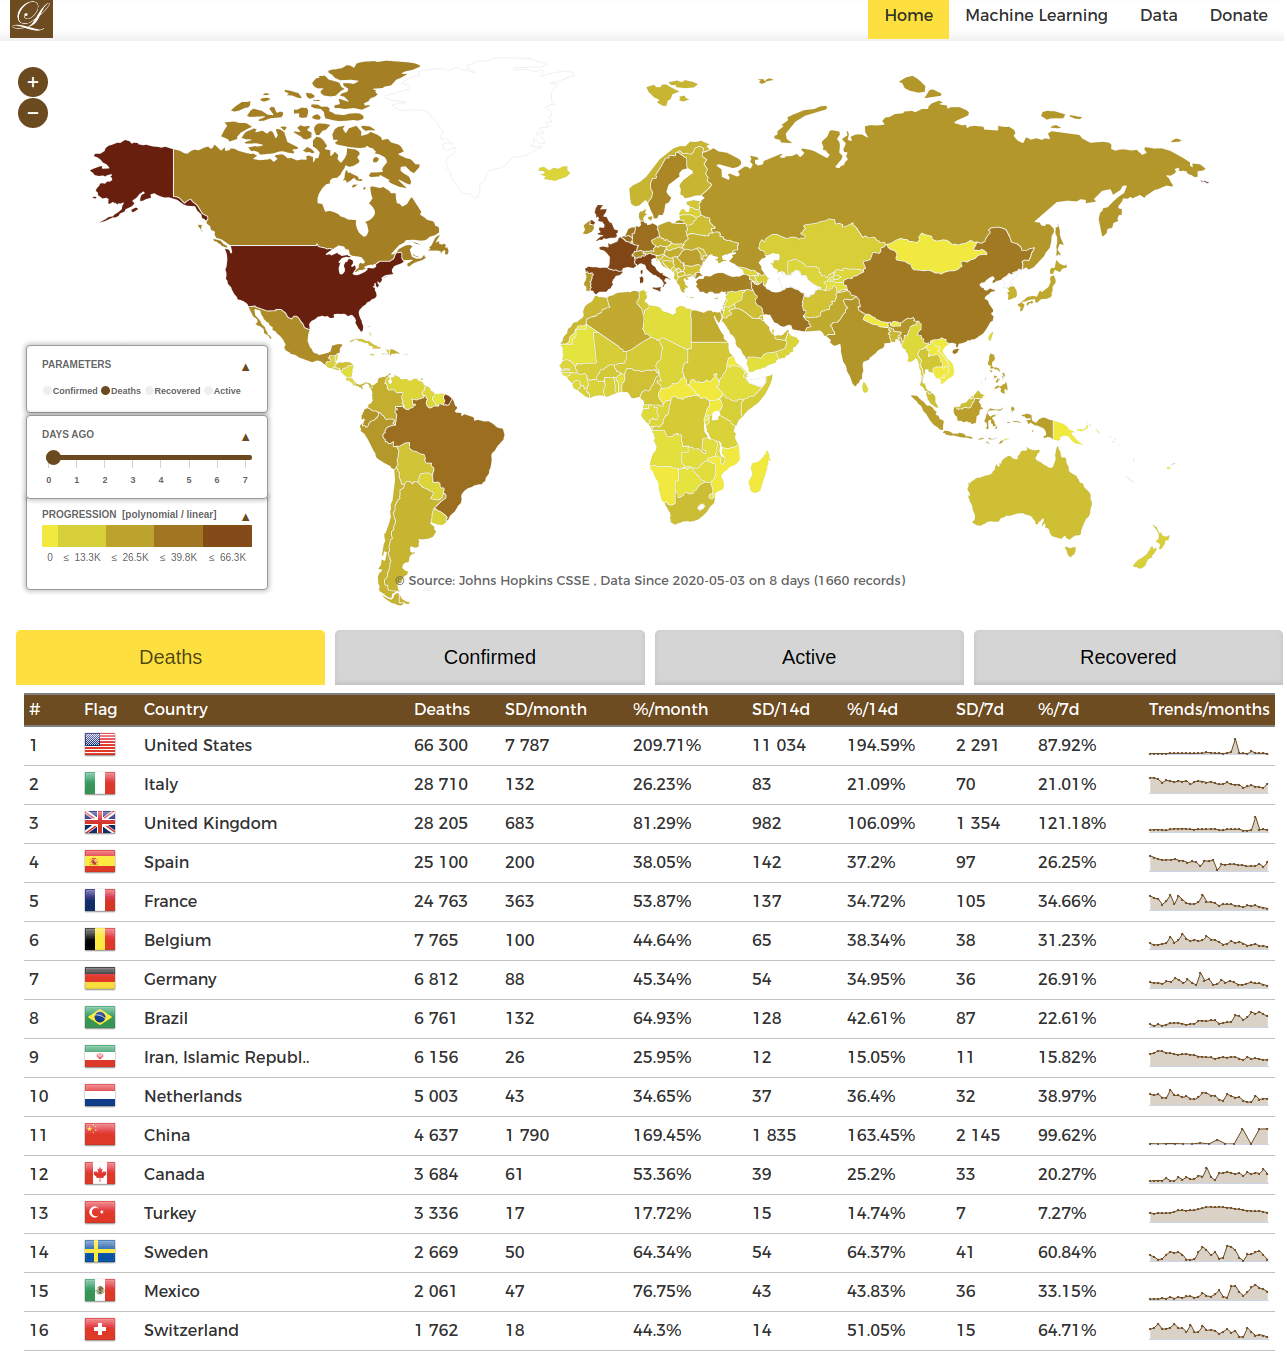 L
Home Machine Learning Data Donate
+
−
PARAMETERS ▲
Confirmed Deaths Recovered Active
DAYS AGO ▲
0 1 2 3 4 5 6 7
PROGRESSION [polynomial / linear] ▲
0 ≤ 13.3K ≤ 26.5K ≤ 39.8K ≤ 66.3K
© Source: Johns Hopkins CSSE , Data Since 2020-05-03 on 8 days (1660 records)
Deaths Confirmed Active Recovered
# Flag Country Deaths SD/month %/month SD/14d %/14d SD/7d %/7d Trends/months
1 United States 66 300 7 787 209.71% 11 034 194.59% 2 291 87.92%
2 Italy 28 710 132 26.23% 83 21.09% 70 21.01%
3 United Kingdom 28 205 683 81.29% 982 106.09% 1 354 121.18%
4 Spain 25 100 200 38.05% 142 37.2% 97 26.25%
5 France 24 763 363 53.87% 137 34.72% 105 34.66%
6 Belgium 7 765 100 44.64% 65 38.34% 38 31.23%
7 Germany 6 812 88 45.34% 54 34.95% 36 26.91%
8 Brazil 6 761 132 64.93% 128 42.61% 87 22.61%
9 Iran, Islamic Republ.. 6 156 26 25.95% 12 15.05% 11 15.82%
10 Netherlands 5 003 43 34.65% 37 36.4% 32 38.97%
11 China 4 637 1 790 169.45% 1 835 163.45% 2 145 99.62%
12 Canada 3 684 61 53.36% 39 25.2% 33 20.27%
13 Turkey 3 336 17 17.72% 15 14.74% 7 7.27%
14 Sweden 2 669 50 64.34% 54 64.37% 41 60.84%
15 Mexico 2 061 47 76.75% 43 43.83% 36 33.15%
16 Switzerland 1 762 18 44.3% 14 51.05% 15 64.71%